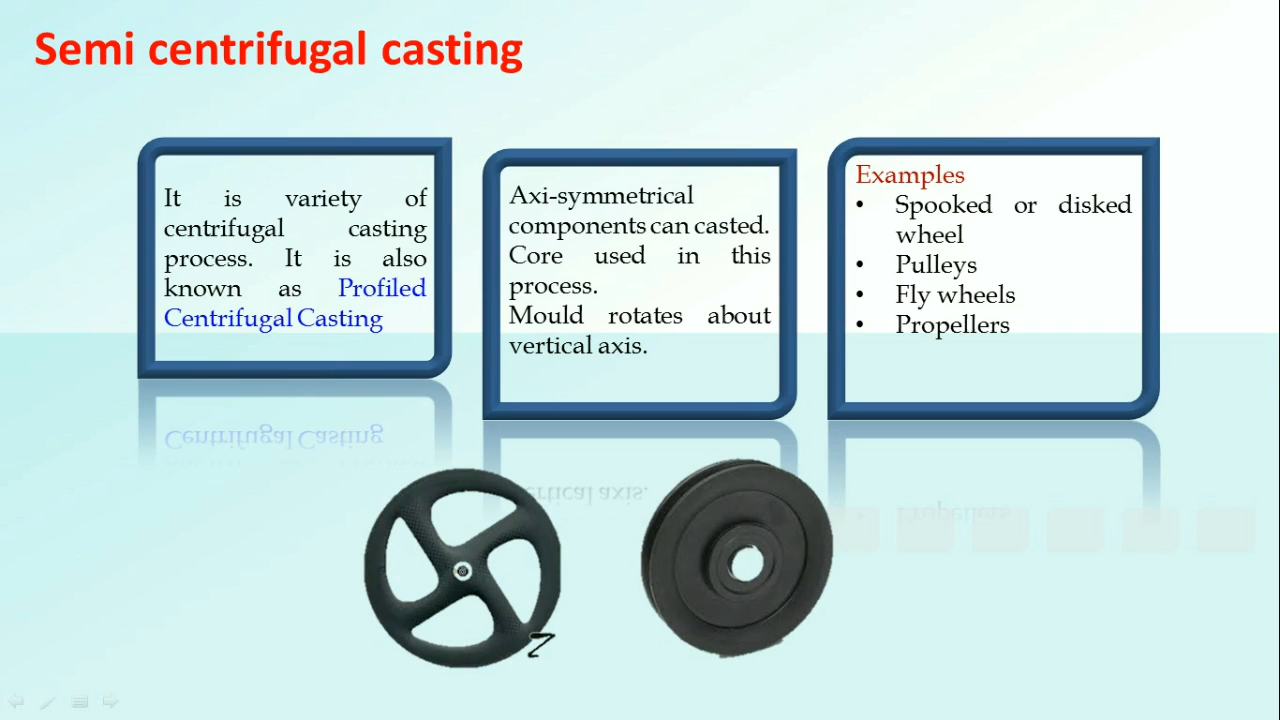 Semi centrifugal casting
It is variety of
centrifugal casting
process. It is also
known as Profiled
Centrifugal Casting
Axi-symmetrical
components can casted.
Core used in this
process.
Mould rotates about
vertical axis.
Examples
• Spooked or disked
wheel
• Pulleys
• Fly wheels
• Propellers